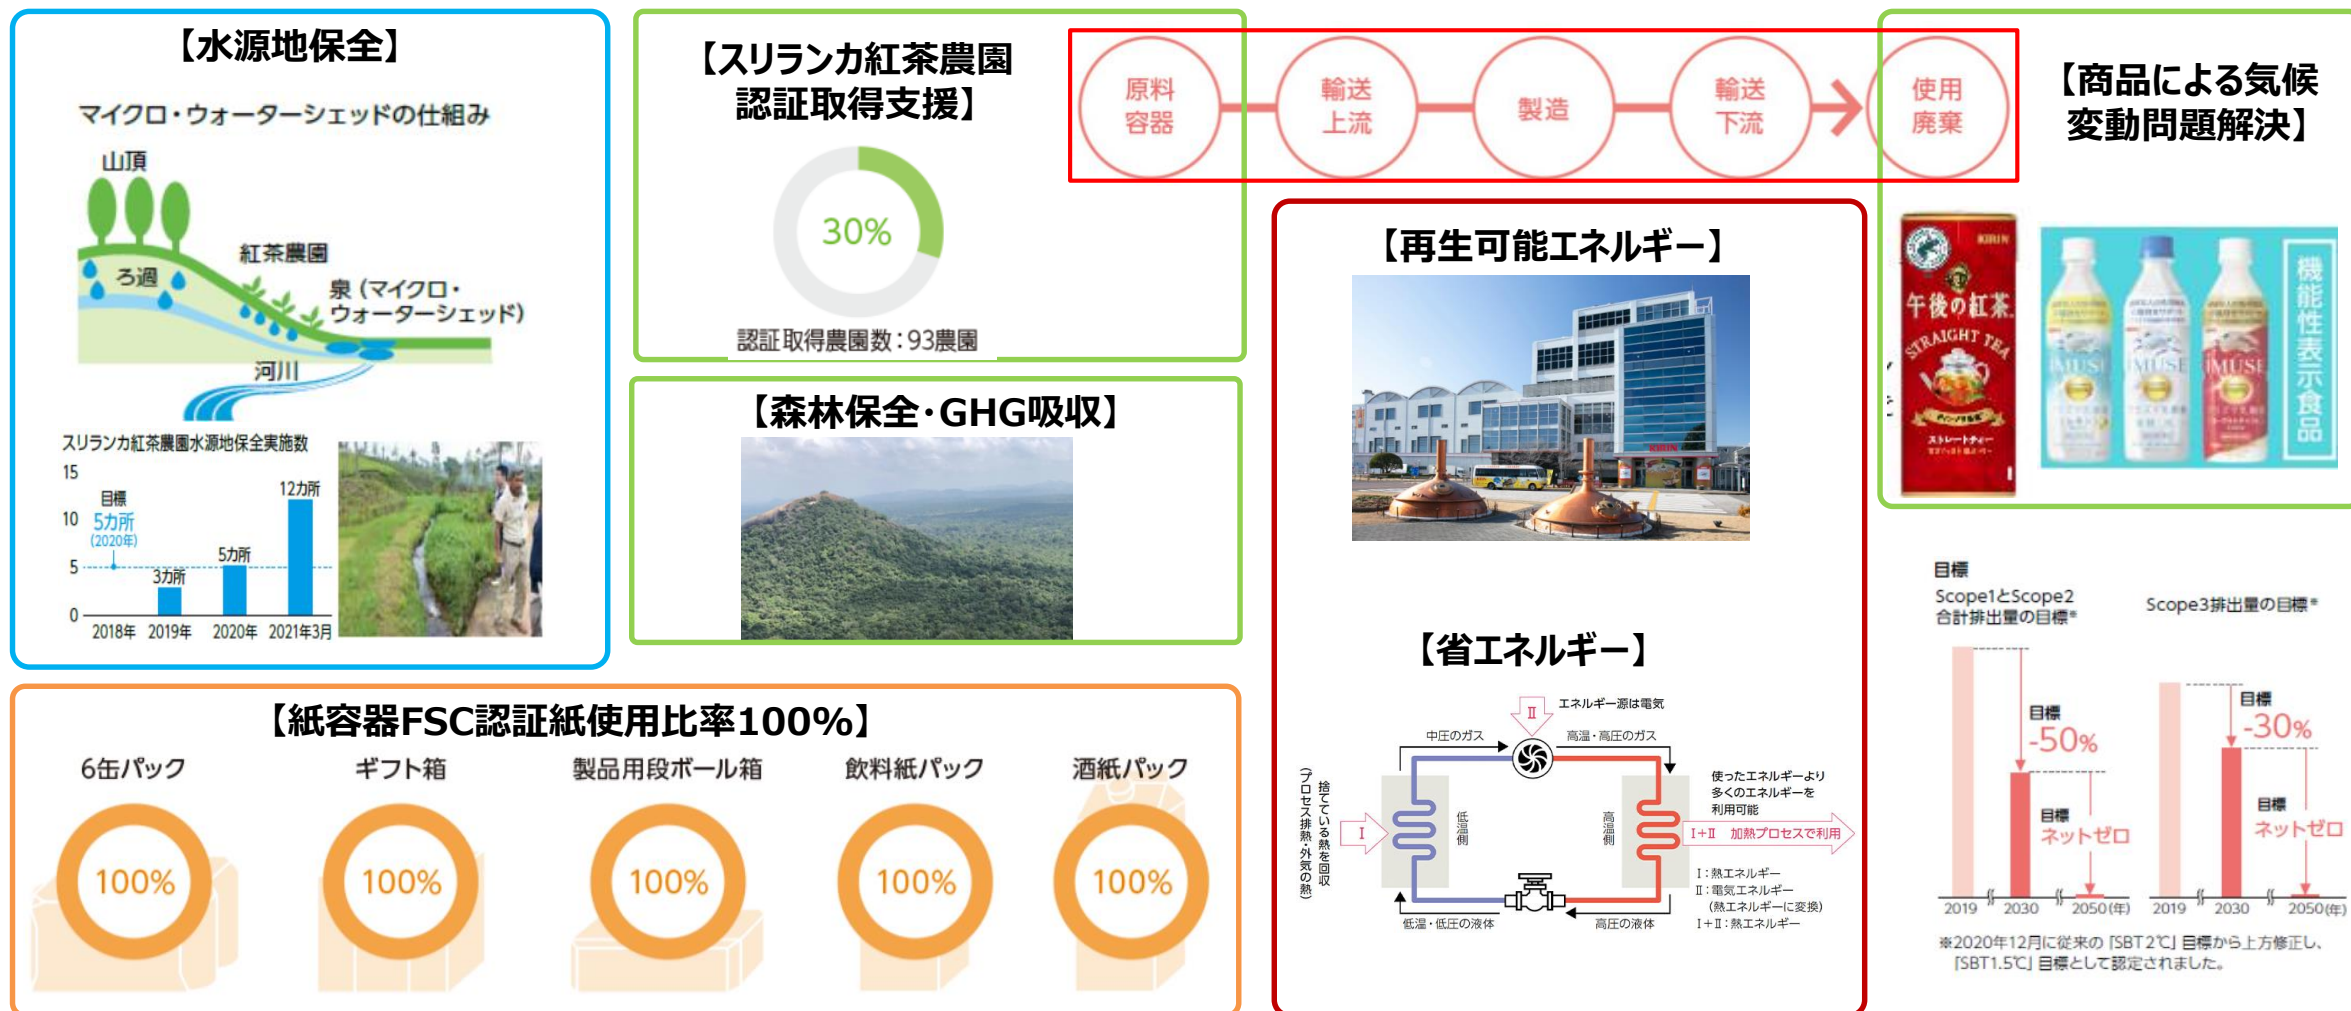 【水源地保全】
マイクロ・ウォーターシェッドの仕組み
山頂
紅茶農園
ろ過
泉（マイクロ・
ウォーターシェッド）
河川
スリランカ紅茶農園水源地保全実施数
15
10
5
0
目標
5カ所
(2020年)
3カ所
5カ所
12カ所
2018年
2019年
2020年
2021年3月
【スリランカ紅茶農園
認証取得支援】
30%
認証取得農園数：93農園
【森林保全・GHG吸収】
原料
容器
輸送
上流
製造
輸送
下流
使用
廃棄
【商品による気候
変動問題解決】
KIRIN
午後の紅茶
STRAIGHT TEA
ストレートティー
iMUSE
iMUSE
iMUSE
機能性表示食品
【再生可能エネルギー】
KIRIN
【省エネルギー】
エネルギー源は電気
II
中圧のガス
高温・高圧のガス
捨てている熱を回収
（プロセス排熱・外気の熱）
I
低温側
高温側
使ったエネルギーより
多くのエネルギーを
利用可能
I＋II　加熱プロセスで利用
低温・低圧の液体
高圧の液体
I：熱エネルギー
II：電気エネルギー
（熱エネルギーに変換）
I＋II：熱エネルギー
【紙容器FSC認証紙使用比率100%】
6缶パック
ギフト箱
製品用段ボール箱
飲料紙パック
酒紙パック
100%
100%
100%
100%
100%
目標
Scope1とScope2
合計排出量の目標※
目標
-50%
目標
ネットゼロ
2019
2030
2050(年)
Scope3排出量の目標※
目標
-30%
目標
ネットゼロ
2019
2030
2050(年)
※2020年12月に従来の「SBT2℃」目標から上方修正し、
「SBT1.5℃」目標として認定されました。